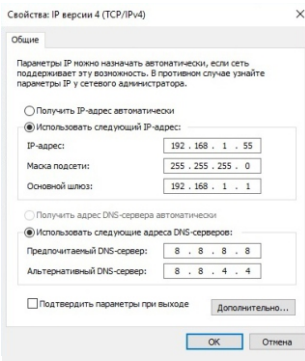 Свойства: IP версии 4 (TCP/IPv4)
Общие
Параметры IP можно назначать автоматически, если сеть
поддерживает эту возможность. В противном случае узнайте
параметры IP у сетевого администратора.
Получить IP-адрес автоматически
Использовать следующий IP-адрес:
IP-адрес: 192 . 168 . 1 . 55
Маска подсети: 255 . 255 . 255 . 0
Основной шлюз: 192 . 168 . 1 . 1
Получить адрес DNS-сервера автоматически
Использовать следующие адреса DNS-серверов:
Предпочитаемый DNS-сервер: 8 . 8 . 8 . 8
Альтернативный DNS-сервер: 8 . 8 . 4 . 4
Подтвердить параметры при выходе
Дополнительно...
OK Отмена